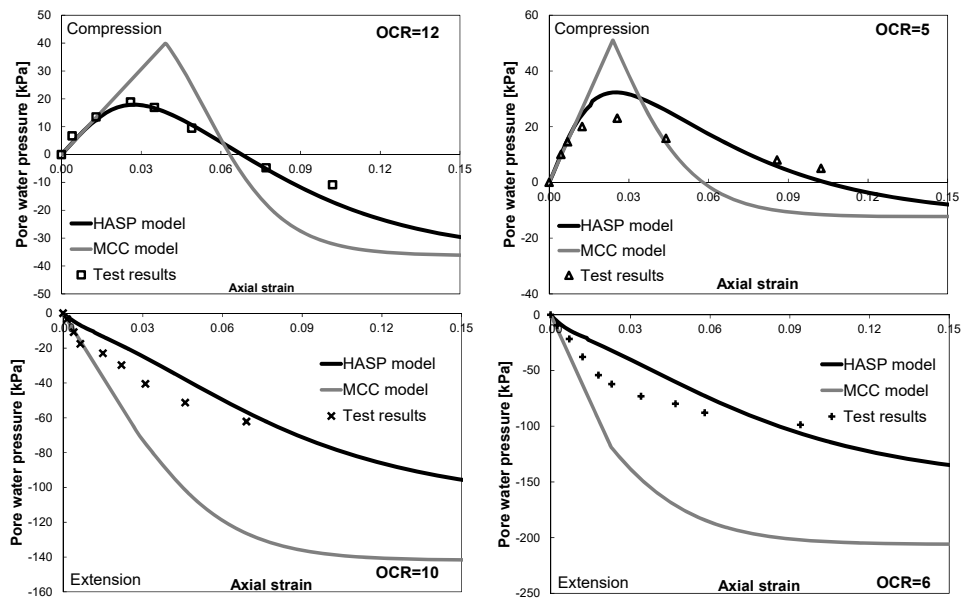 Compression
OCR=12
Pore water pressure [kPa]
50
40
30
20
10
0
-10
-20
-30
-40
-50
0.00
0.03
0.06
0.09
0.12
0.15
HASP model
MCC model
Test results
Axial strain
Compression
OCR=5
Pore water pressure [kPa]
60
40
20
0
-20
-40
-60
0.00
0.03
0.06
0.09
0.12
0.15
HASP model
MCC model
Test results
Axial strain
Pore water pressure [kPa]
0
-20
-40
-60
-80
-100
-120
-140
-160
0.00
0.03
0.06
0.09
0.12
0.15
HASP model
MCC model
Test results
Extension
Axial strain
OCR=10
Pore water pressure [kPa]
0
-50
-100
-150
-200
-250
0.00
0.03
0.06
0.09
0.12
0.15
HASP model
MCC model
Test results
Extension
Axial strain
OCR=6